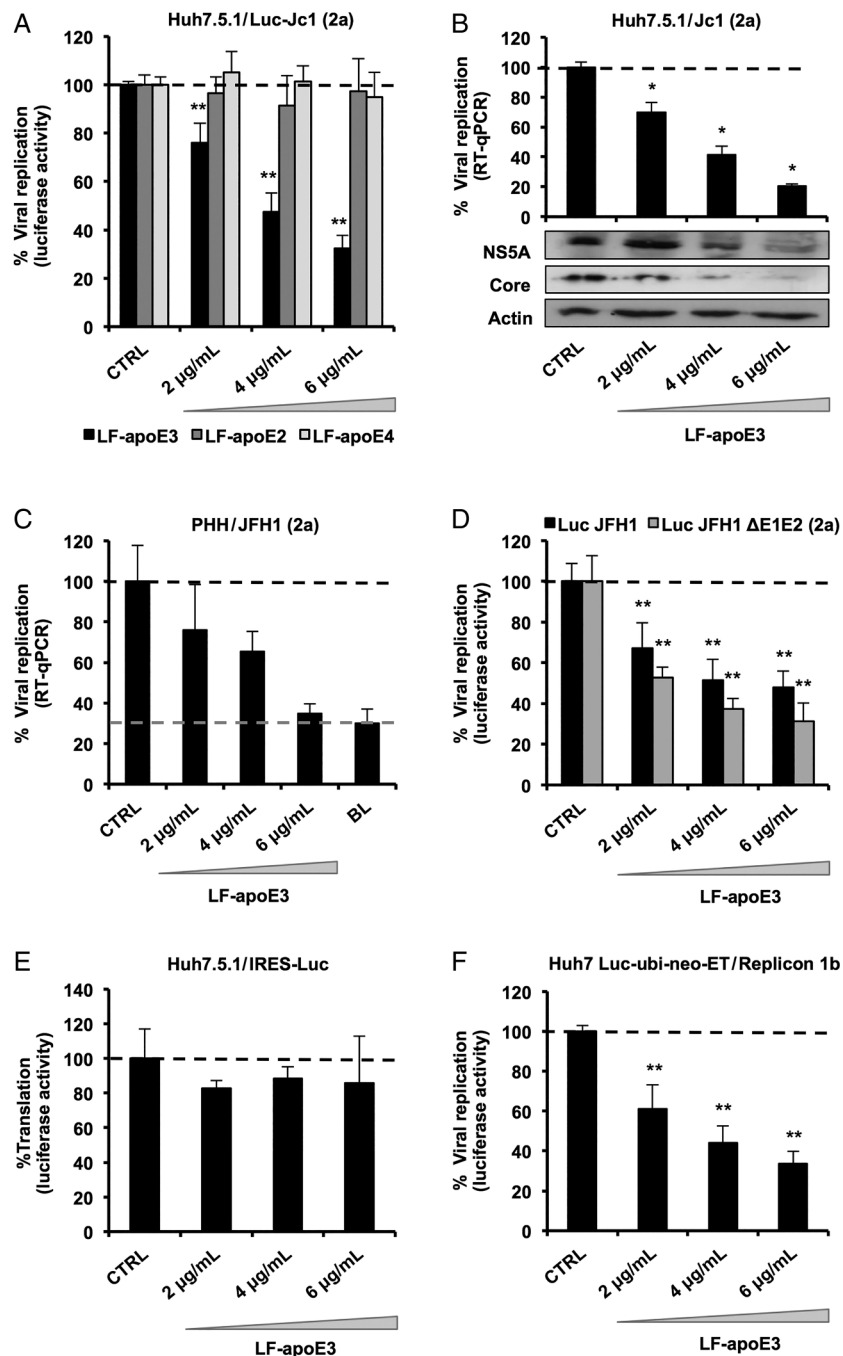 A
Huh7.5.1/Luc-Jc1 (2a)
% Viral replication
(luciferase activity)
120
100
80
60
40
20
0
**
**
**
CTRL
2 µg/mL
4 µg/mL
6 µg/mL
LF-apoE3
LF-apoE2
LF-apoE4
B
Huh7.5.1/Jc1 (2a)
% Viral replication
(RT-qPCR)
120
100
80
60
40
20
0
*
*
*
NS5A
Core
Actin
CTRL
2 µg/mL
4 µg/mL
6 µg/mL
LF-apoE3
C
PHH/JFH1 (2a)
% Viral replication
(RT-qPCR)
120
100
80
60
40
20
0
CTRL
2 µg/mL
4 µg/mL
6 µg/mL
BL
LF-apoE3
D
Luc JFH1
Luc JFH1 ΔE1E2 (2a)
% Viral replication
(luciferase activity)
120
100
80
60
40
20
0
**
**
**
**
**
**
CTRL
2 µg/mL
4 µg/mL
6 µg/mL
LF-apoE3
E
Huh7.5.1/IRES-Luc
%Translation
(luciferase activity)
140
120
100
80
60
40
20
0
CTRL
2 µg/mL
4 µg/mL
6 µg/mL
LF-apoE3
F
Huh7 Luc-ubi-neo-ET/Replicon 1b
% Viral replication
(luciferase activity)
120
100
80
60
40
20
0
**
**
**
CTRL
2 µg/mL
4 µg/mL
6 µg/mL
LF-apoE3